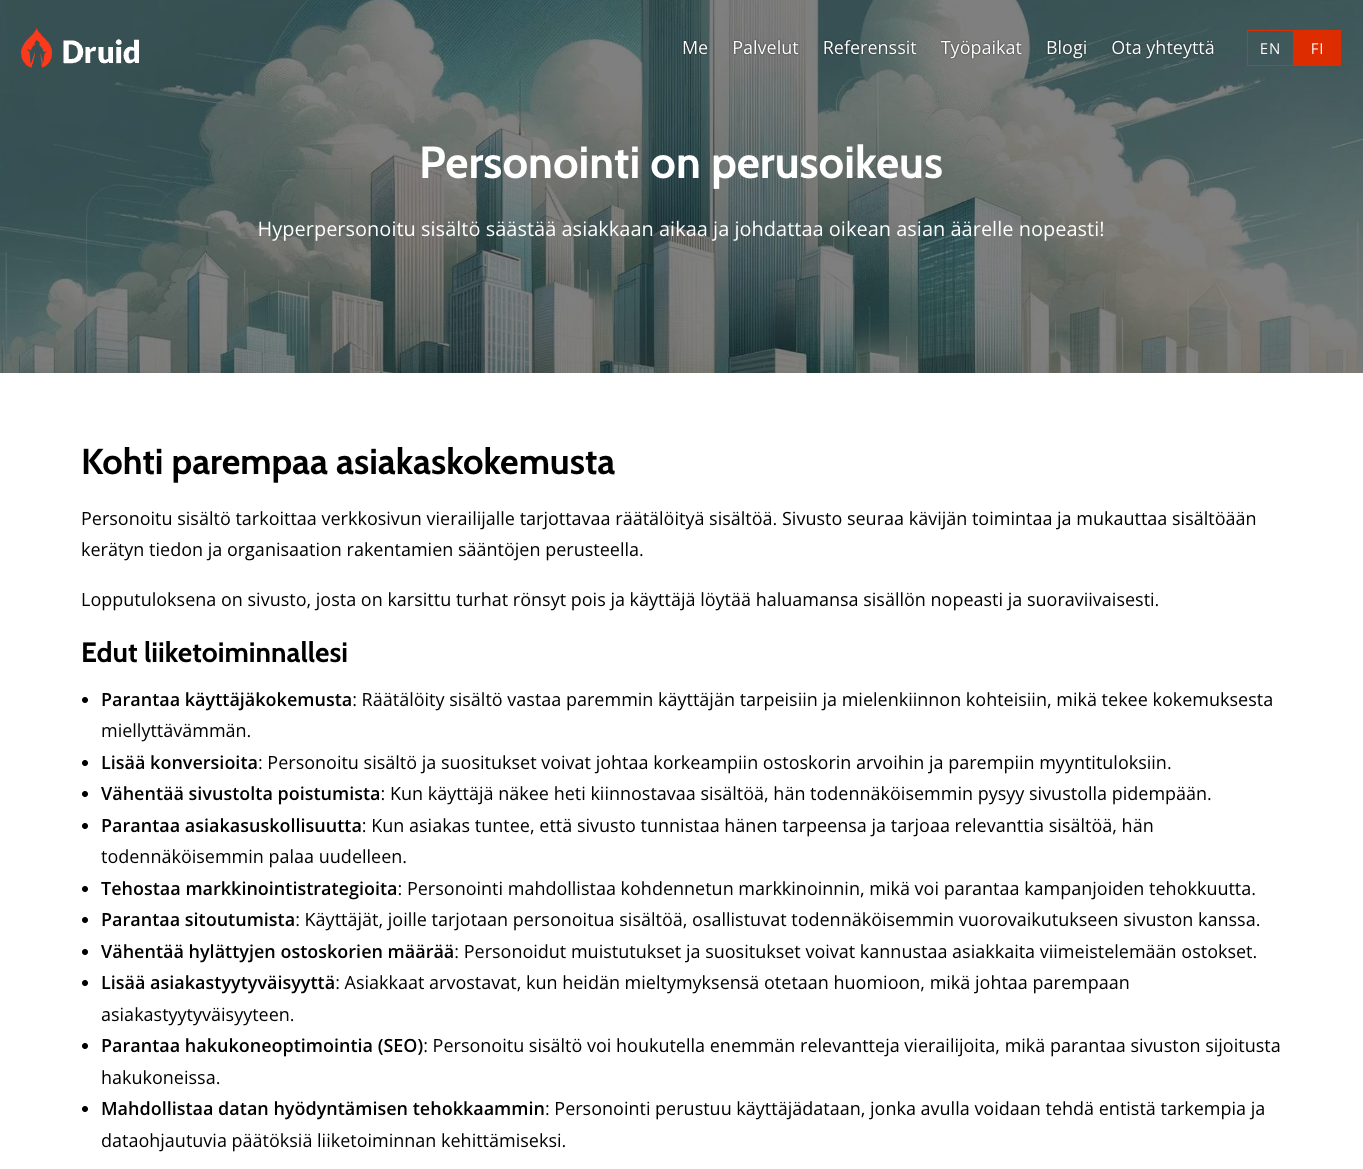 Druid
Me Palvelut Referenssit Työpaikat Blogi Ota yhteyttä EN FI
Personointi on perusoikeus
Hyperpersonoitu sisältö säästää asiakkaan aikaa ja johdattaa oikean asian äärelle nopeasti!
Kohti parempaa asiakaskokemusta
Personoitu sisältö tarkoittaa verkkosivun vierailijalle tarjottavaa räätälöityä sisältöä. Sivusto seuraa kävijän toimintaa ja mukauttaa sisältöään
kerätyn tiedon ja organisaation rakentamien sääntöjen perusteella.
Lopputuloksena on sivusto, josta on karsittu turhat rönsyt pois ja käyttäjä löytää haluamansa sisällön nopeasti ja suoraviivaisesti.
Edut liiketoiminnallesi
• Parantaa käyttäjäkokemusta: Räätälöity sisältö vastaa paremmin käyttäjän tarpeisiin ja mielenkiinnon kohteisiin, mikä tekee kokemuksesta
miellyttävämmän.
• Lisää konversioita: Personoitu sisältö ja suositukset voivat johtaa korkeampiin ostoskorin arvoihin ja parempiin myyntituloksiin.
• Vähentää sivustolta poistumista: Kun käyttäjä näkee heti kiinnostavaa sisältöä, hän todennäköisemmin pysyy sivustolla pidempään.
• Parantaa asiakasuskollisuutta: Kun asiakas tuntee, että sivusto tunnistaa hänen tarpeensa ja tarjoaa relevanttia sisältöä, hän
todennäköisemmin palaa uudelleen.
• Tehostaa markkinointistrategioita: Personointi mahdollistaa kohdennetun markkinoinnin, mikä voi parantaa kampanjoiden tehokkuutta.
• Parantaa sitoutumista: Käyttäjät, joille tarjotaan personoitua sisältöä, osallistuvat todennäköisemmin vuorovaikutukseen sivuston kanssa.
• Vähentää hylättyjen ostoskorien määrää: Personoidut muistutukset ja suositukset voivat kannustaa asiakkaita viimeistelemään ostokset.
• Lisää asiakastyytyväisyyttä: Asiakkaat arvostavat, kun heidän mieltymyksensä otetaan huomioon, mikä johtaa parempaan
asiakastyytyväisyyteen.
• Parantaa hakukoneoptimointia (SEO): Personoitu sisältö voi houkutella enemmän relevantteja vierailijoita, mikä parantaa sivuston sijoitusta
hakukoneissa.
• Mahdollistaa datan hyödyntämisen tehokkaammin: Personointi perustuu käyttäjädataan, jonka avulla voidaan tehdä entistä tarkempia ja
dataohjautuvia päätöksiä liiketoiminnan kehittämiseksi.